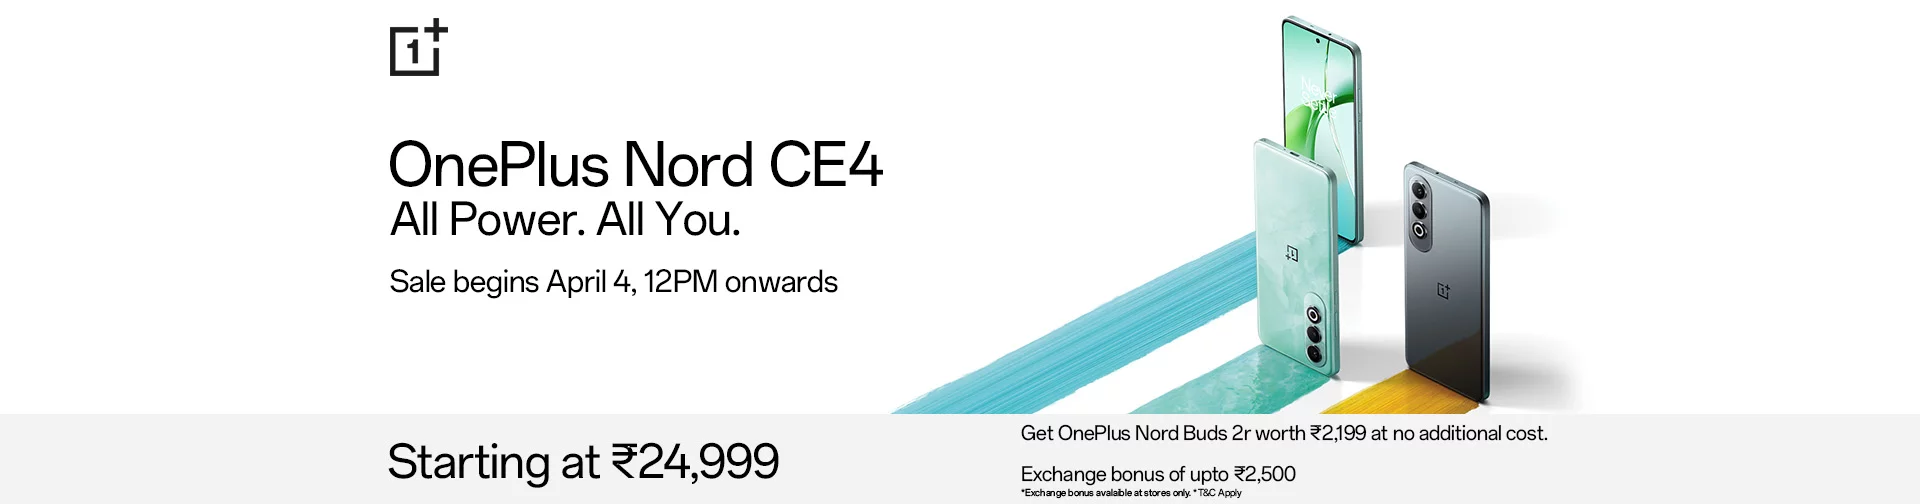 OnePlus Nord CE4
All Power. All You.
Sale begins April 4, 12PM onwards
Starting at ₹24,999
Get OnePlus Nord Buds 2r worth ₹2,199 at no additional cost.
Exchange bonus of upto ₹2,500
*Exchange bonus avalaible at stores only. *T&C Apply